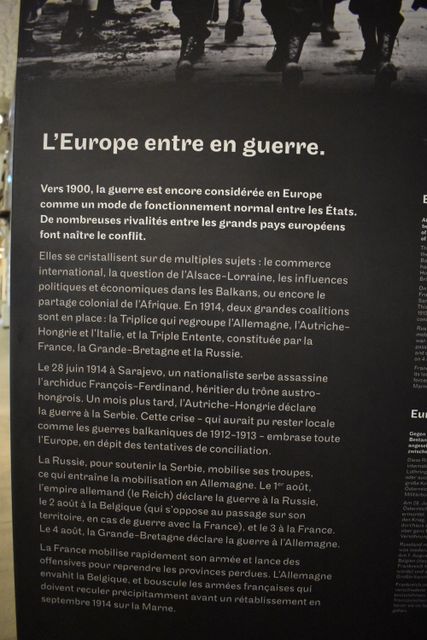 L'Europe entre en guerre.
Vers 1900, la guerre est encore considérée en Europe
comme un mode de fonctionnement normal entre les États.
De nombreuses rivalités entre les grands pays européens
font naître le conflit.
Elles se cristallisent sur de multiples sujets : le commerce
international, la question de l'Alsace-Lorraine, les influences
politiques et économiques dans les Balkans, ou encore le
partage colonial de l'Afrique. En 1914, deux grandes coalitions
sont en place : la Triplice qui regroupe l'Allemagne, l'Autriche-
Hongrie et l'Italie, et la Triple Entente, constituée par la
France, la Grande-Bretagne et la Russie.
Le 28 juin 1914 à Sarajevo, un nationaliste serbe assassine
l'archiduc François-Ferdinand, héritier du trône austro-
hongrois. Un mois plus tard, l'Autriche-Hongrie déclare
la guerre à la Serbie. Cette crise – qui aurait pu rester locale
comme les guerres balkaniques de 1912-1913 – embrase toute
l'Europe, en dépit des tentatives de conciliation.
La Russie, pour soutenir la Serbie, mobilise ses troupes,
ce qui entraîne la mobilisation en Allemagne. Le 1er août,
l'empire allemand (le Reich) déclare la guerre à la Russie,
le 2 août à la Belgique (qui s'oppose au passage sur son
territoire, en cas de guerre avec la France), et le 3 à la France.
Le 4 août, la Grande-Bretagne déclare la guerre à l'Allemagne.
La France mobilise rapidement son armée et lance des
offensives pour reprendre les provinces perdues. L'Allemagne
envahit la Belgique, et bouscule les armées françaises qui
doivent reculer précipitamment avant un rétablissement en
septembre 1914 sur la Marne.